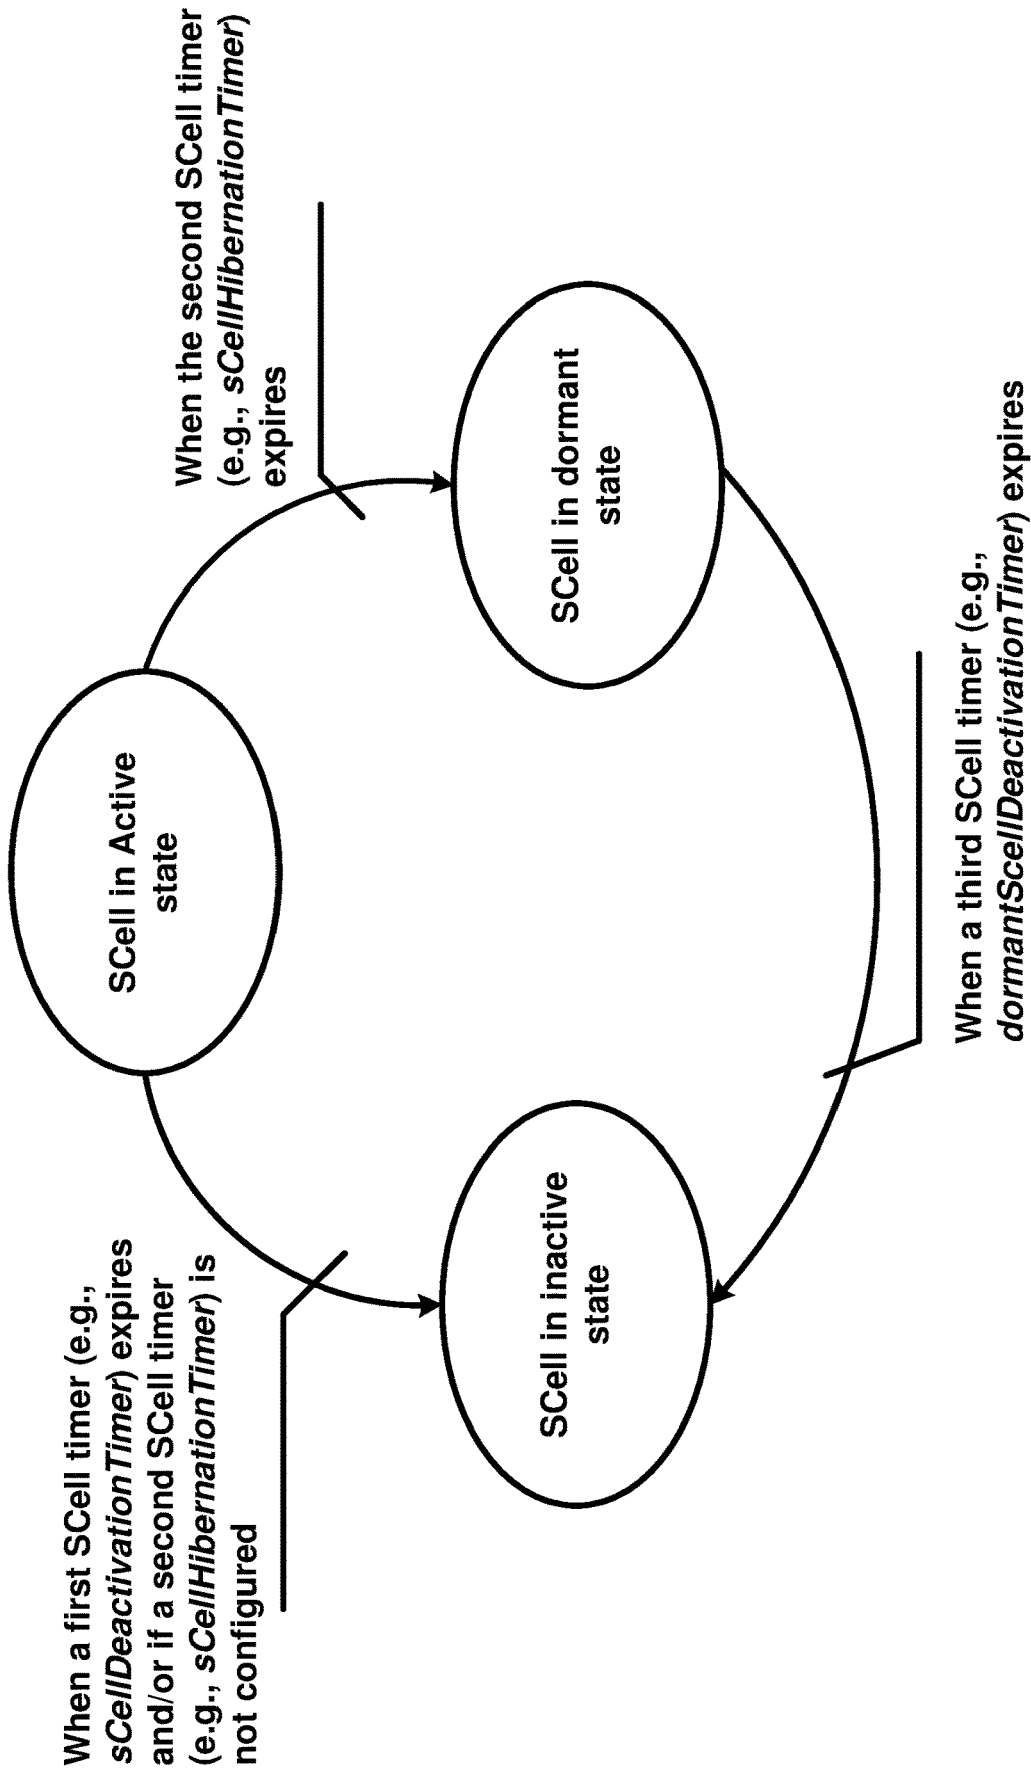 When a first SCell timer (e.g.,
sCellDeactivationTimer) expires
and/or if a second SCell timer
(e.g., sCellHibernationTimer) is
not configured
SCell in Active
state
When the second SCell timer
(e.g., sCellHibernationTimer)
expires
SCell in inactive
state
SCell in dormant
state
When a third SCell timer (e.g.,
dormantScellDeactivationTimer) expires